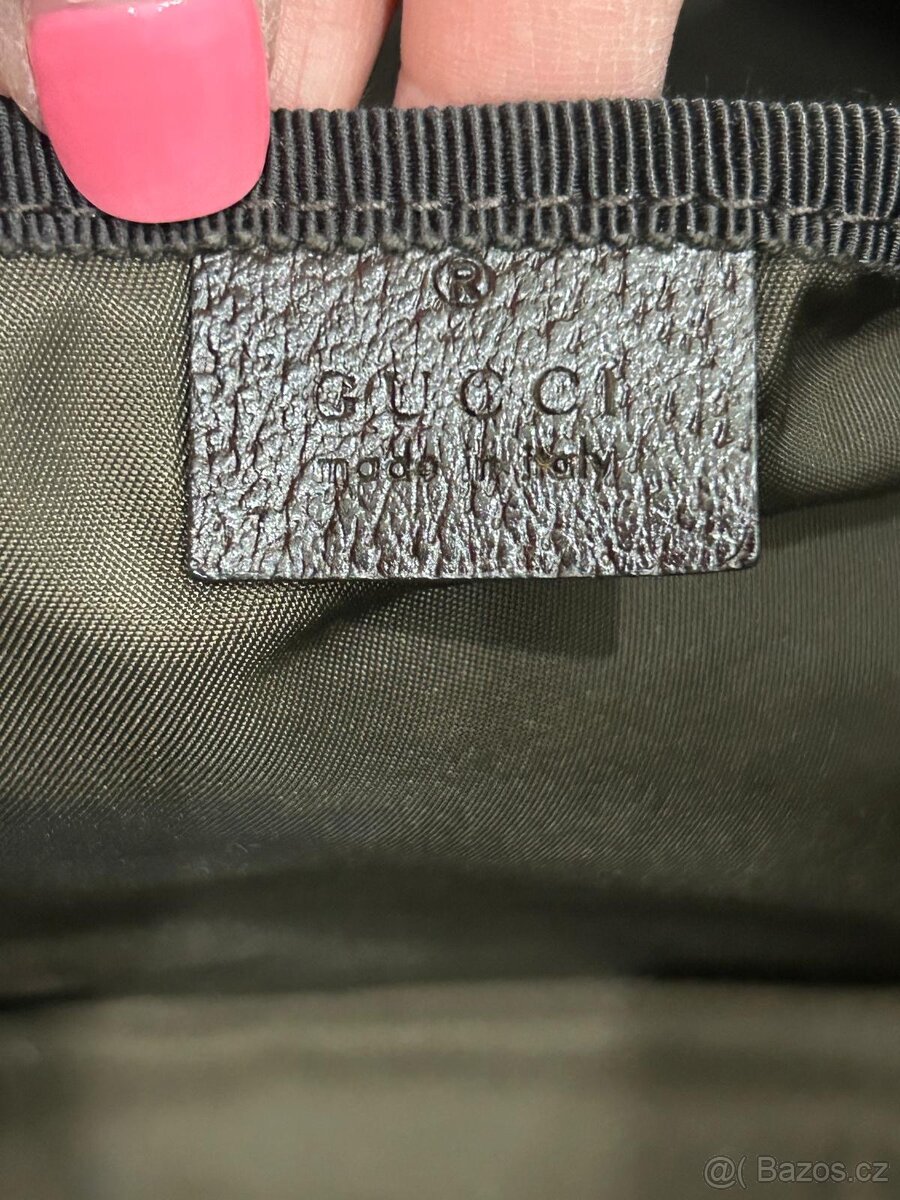 ®
GUCCI
made in italy
@( Bazos.cz